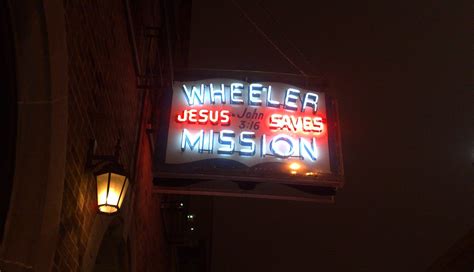 WHEELER
JESUS John 3:16 SAVES
MISSION